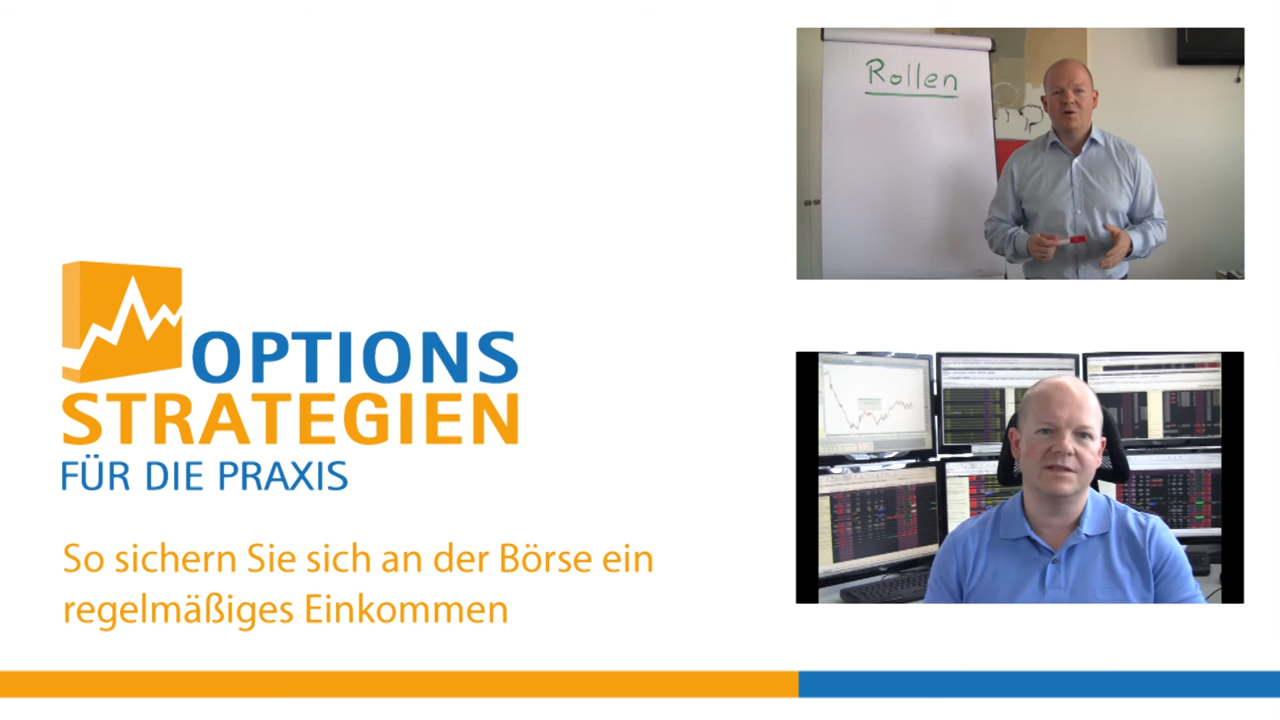 Rollen
OPTIONS
STRATEGIEN
FÜR DIE PRAXIS
So sichern Sie sich an der Börse ein
regelmäßiges Einkommen